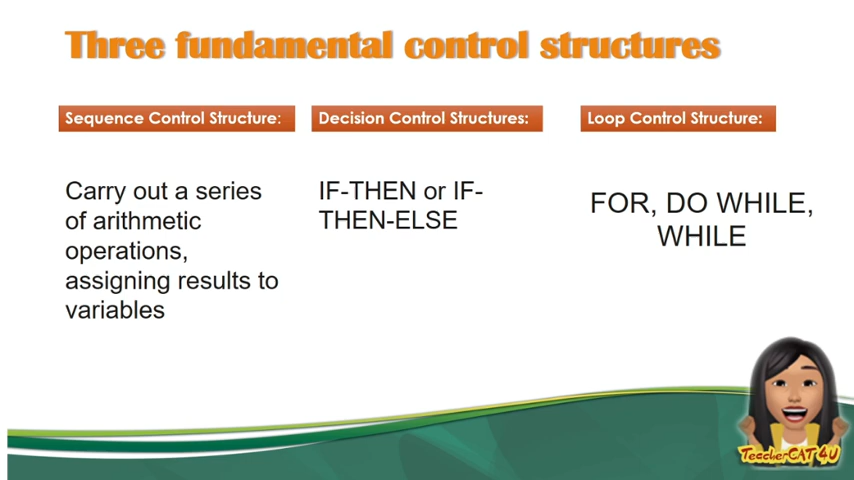 Three fundamental control structures
Sequence Control Structure:
Carry out a series
of arithmetic
operations,
assigning results to
variables
Decision Control Structures:
IF-THEN or IF-
THEN-ELSE
Loop Control Structure:
FOR, DO WHILE,
WHILE
TeacherCAT 4U